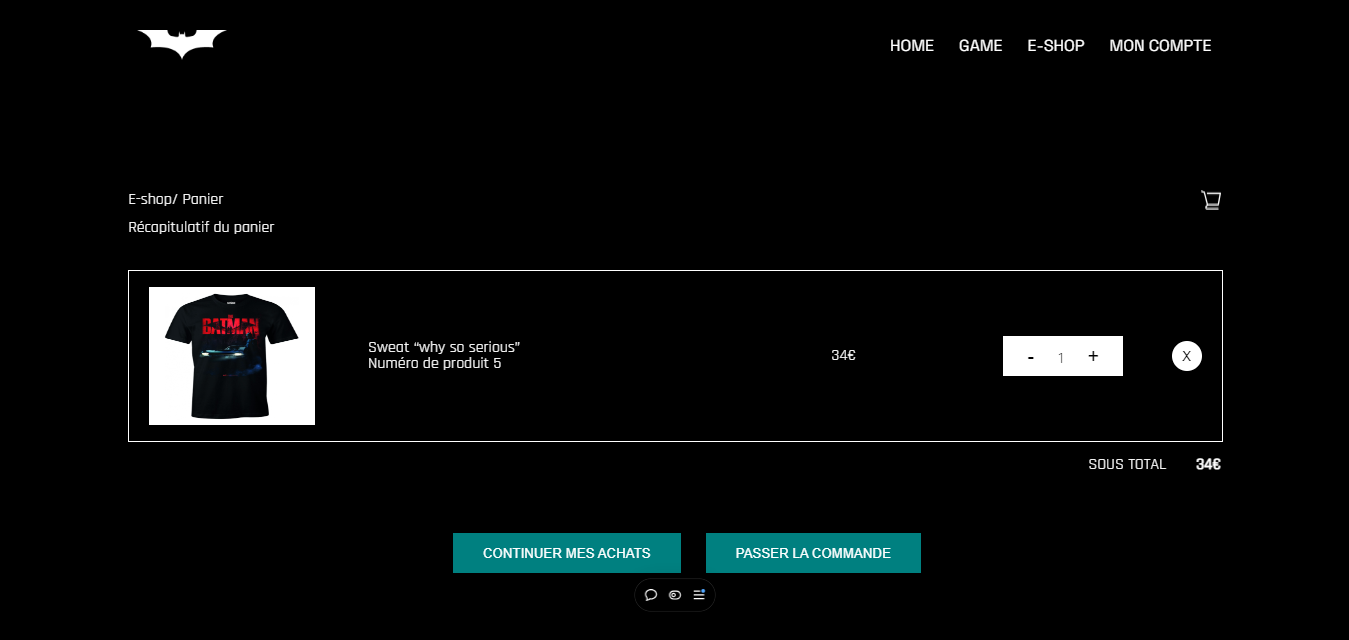 HOME GAME E-SHOP MON COMPTE
E-shop/ Panier
Récapitulatif du panier
BATMAN
Sweat “why so serious”
Numéro de produit 5
34€
- 1 +
X
SOUS TOTAL 34€
CONTINUER MES ACHATS
PASSER LA COMMANDE